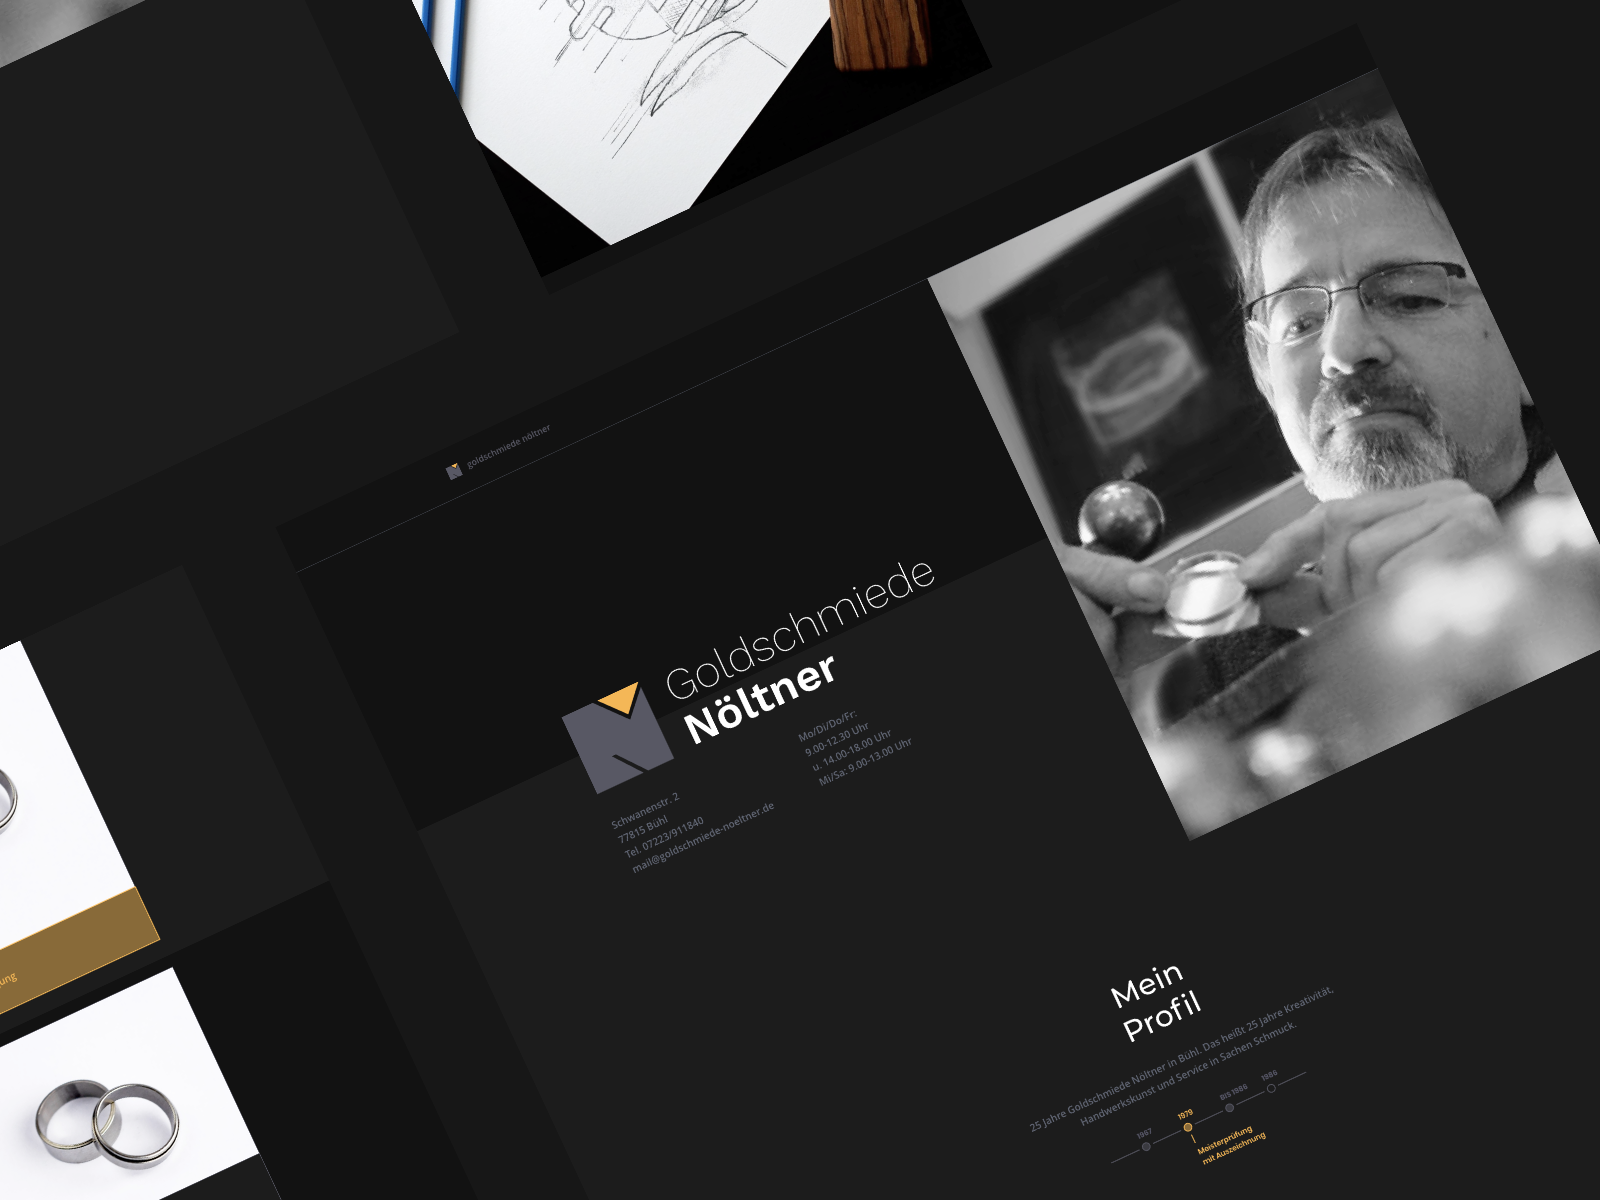 goldschmiede nöltner
Goldschmiede
Nöltner
Schwanenstr. 2
77815 Bühl
Tel. 07223/911840
mail@goldschmiede-noeltner.de
Mo/Di/Do/Fr:
9.00-12.30 Uhr
u. 14.00-18.00 Uhr
Mi/Sa: 9.00-13.00 Uhr
Mein
Profil
25 Jahre Goldschmiede Nöltner in Bühl. Das heißt 25 Jahre Kreativität,
Handwerkskunst und Service in Sachen Schmuck.
1967
1979
BIS 1986
1986
Meisterprüfung
mit Auszeichnung